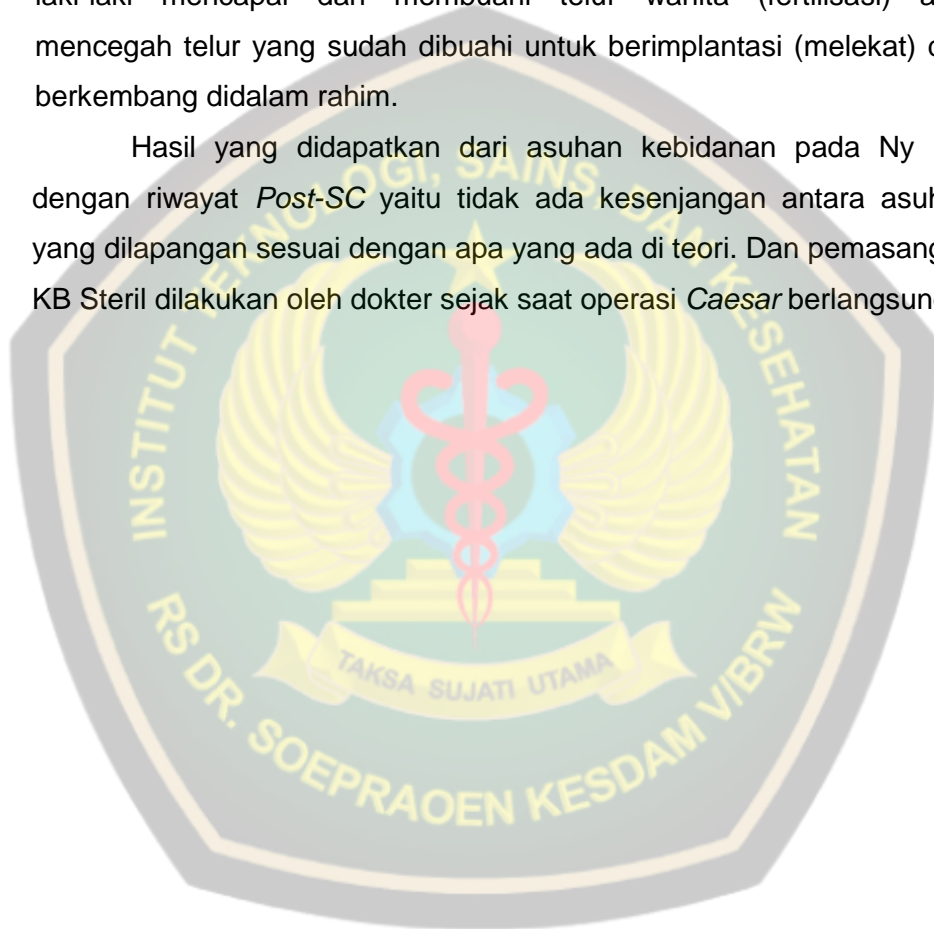 laki-laki mencapai dan membuahi telur wanita (fertilisasi)
mencegah telur yang sudah dibuahi untuk berimplantasi (melekat)
berkembang didalam rahim.
Hasil yang didapatkan dari asuhan kebidanan pada Ny
dengan riwayat Post-SC yaitu tidak ada kesenjangan antara
yang dilapangan sesuai dengan apa yang ada di teori. Dan
KB Steril dilakukan oleh dokter sejak saat operasi Caesar
INSTITUT TEKNOLOGI, SAINS, DAN KESEHATAN
TAKSA SUJATI UTAMA
RS DR. SOEPRAOEN KESDAM V/BRW